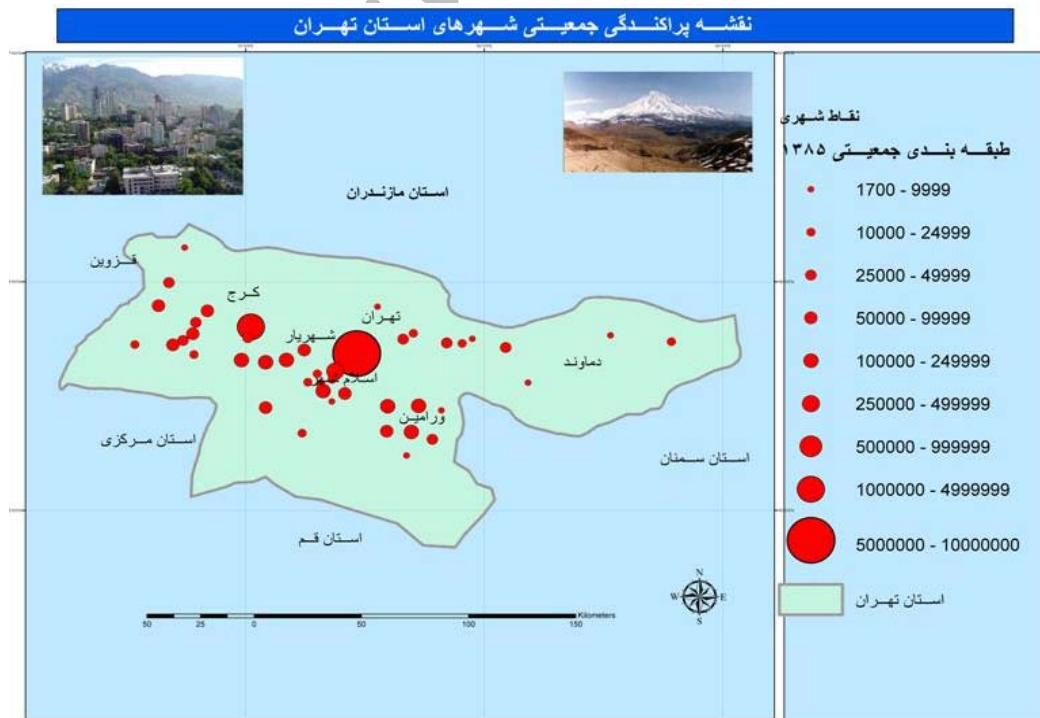 نقشه پراکندگی جمعیتی شهرهای استان تهران
نقاط شهری
طبقه بندی جمعیتی ۱۳۸۵
1700 - 9999
10000 - 24999
25000 - 49999
50000 - 99999
100000 - 249999
250000 - 499999
500000 - 999999
1000000 - 4999999
5000000 - 10000000
استان تهران
استان مازندران
قزوین
کرج
تهران
شهریار
دماوند
اسلام شهر
ورامین
استان مرکزی
استان سمنان
استان قم
N
W E
S
50 25 0 50 100 150
Kilometers